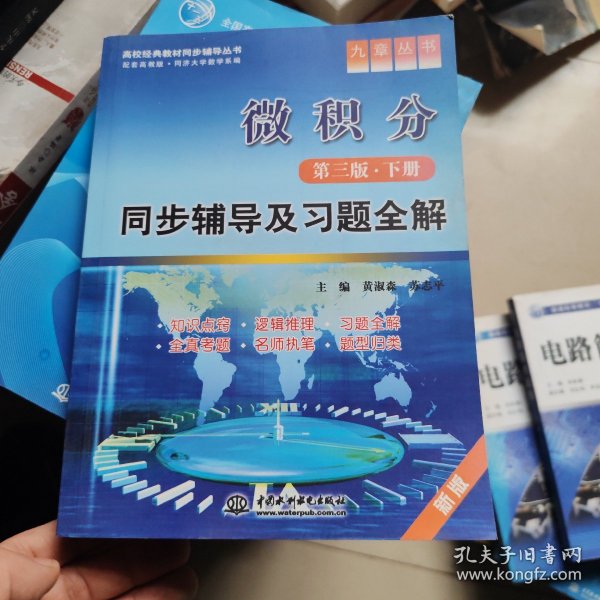 高校经典教材同步辅导丛书
配套高教版·同济大学数学系编
九章丛书
微积分
第三版·下册
同步辅导及习题全解
主编 黄淑森 苏志平
·知识点窍 ·逻辑推理 ·习题全解
·全真考题 ·名师执笔 ·题型归类
中国水利水电出版社
www.waterpub.com.cn
新版
电路
电路
孔夫子旧书网
www.kongfz.com